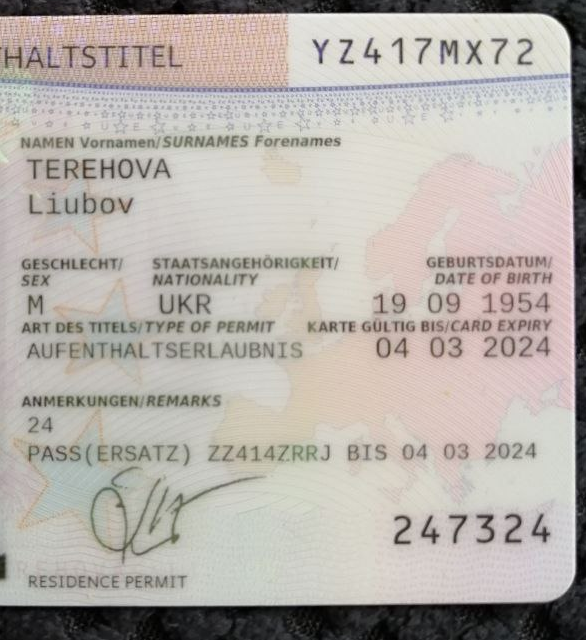 HALTSTITEL YZ417MX72
NAMEN Vornamen/SURNAMES Forenames
TEREHOVA
Liubov
GESCHLECHT/ STAATSANGEHÖRIGKEIT/ GEBURTSDATUM/
SEX NATIONALITY DATE OF BIRTH
M UKR 19 09 1954
ART DES TITELS/TYPE OF PERMIT KARTE GÜLTIG BIS/CARD EXPIRY
AUFENTHALTSERLAUBNIS 04 03 2024
ANMERKUNGEN/REMARKS
24
PASS(ERSATZ) ZZ414ZRRJ BIS 04 03 2024
247324
RESIDENCE PERMIT